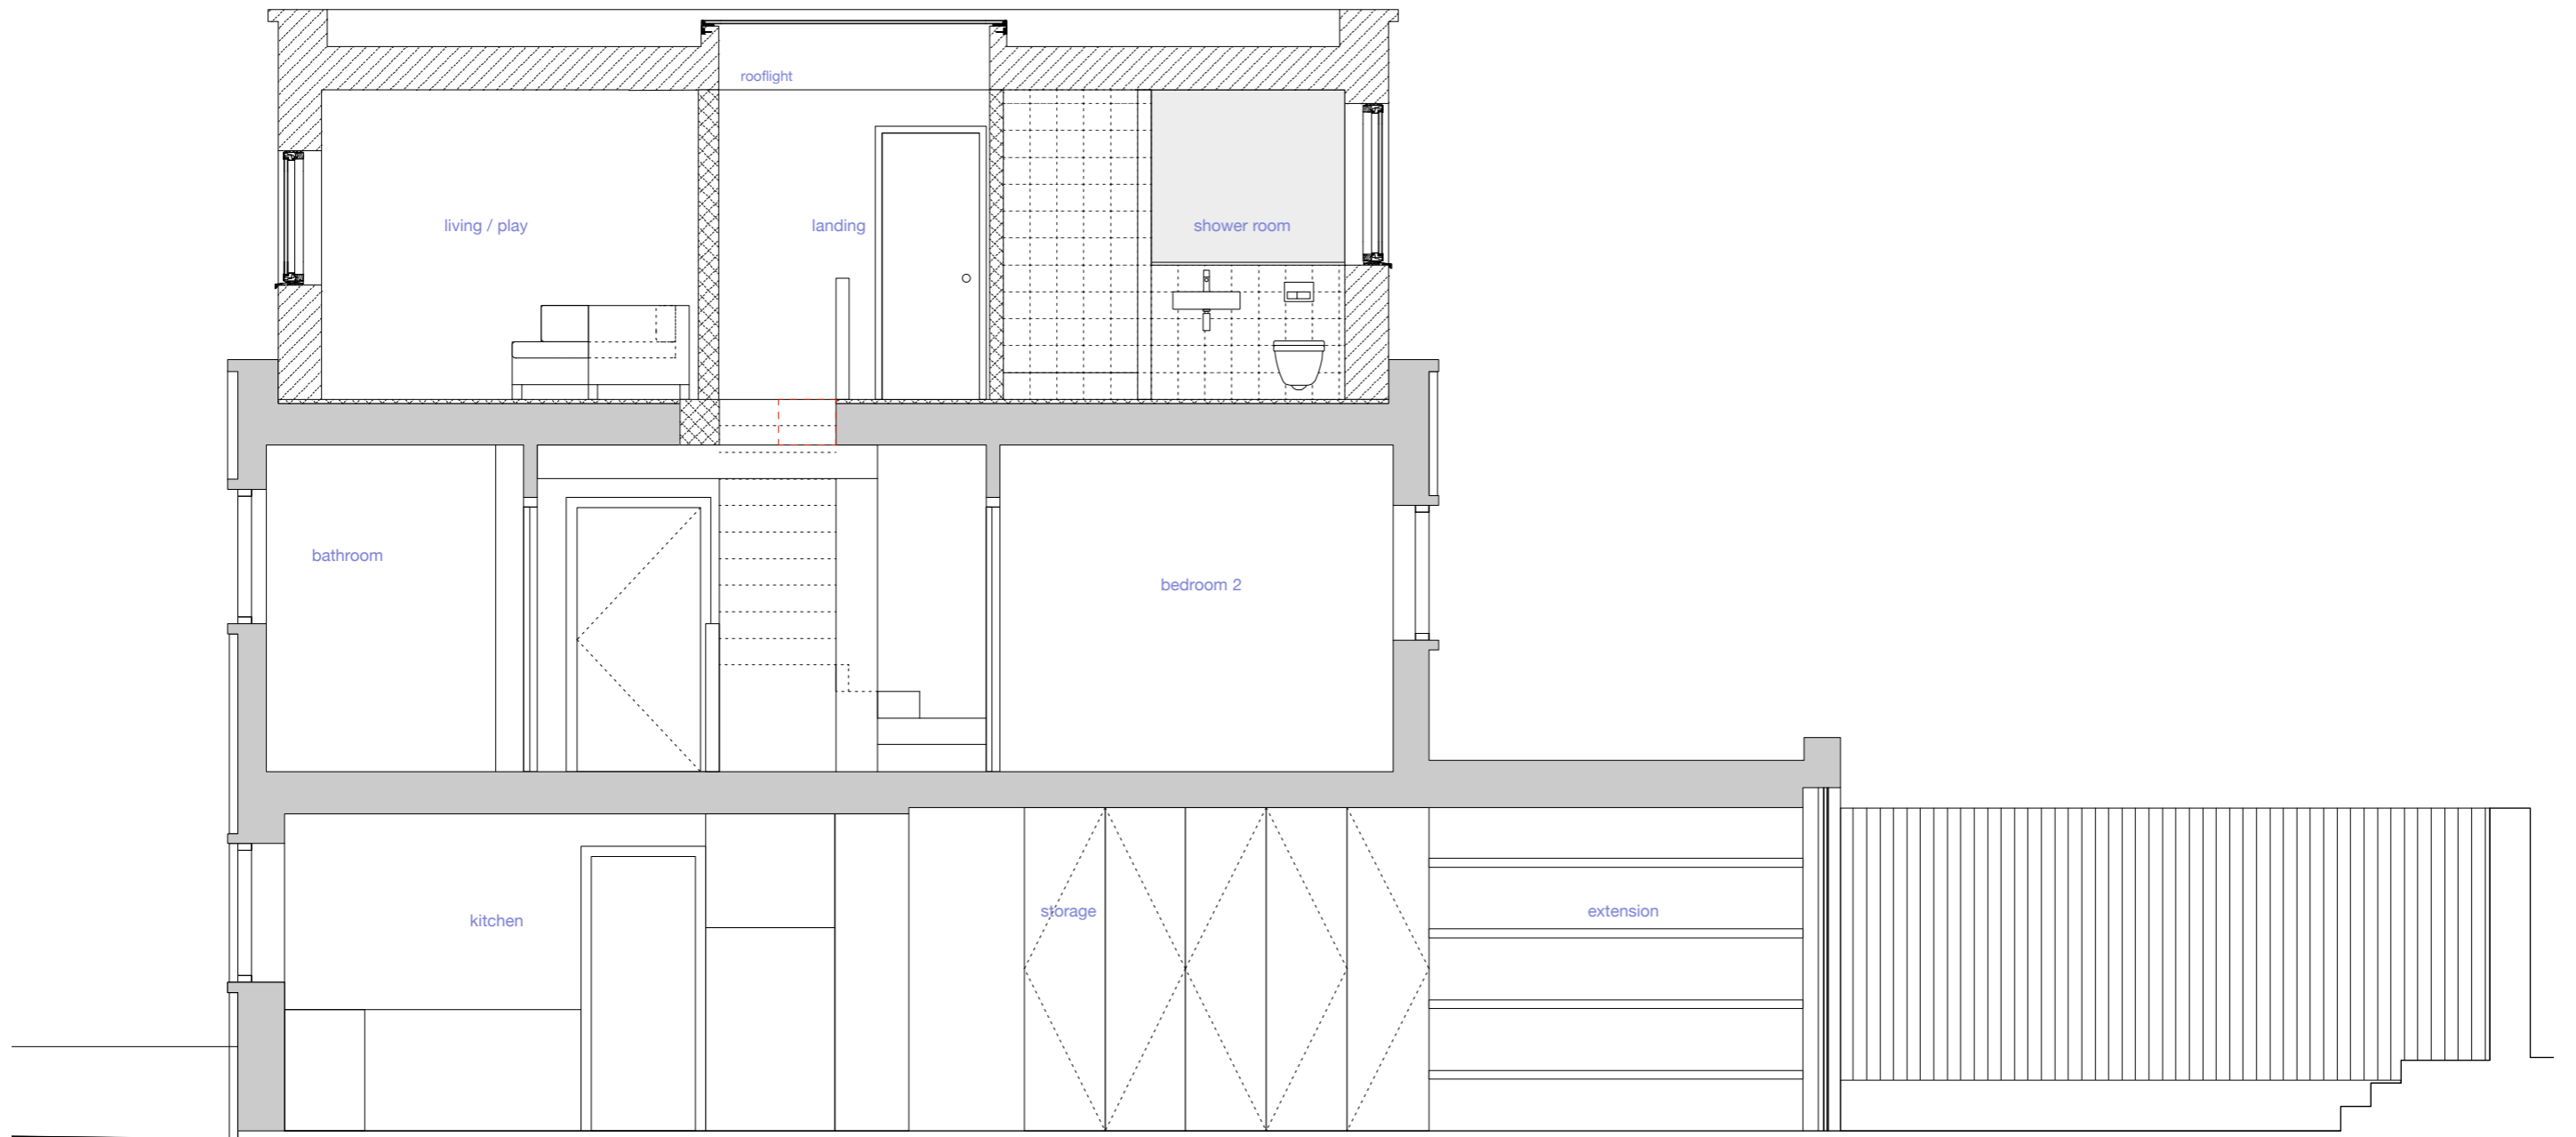 rooflight
living / play
landing
shower room
bathroom
bedroom 2
kitchen
storage
extension